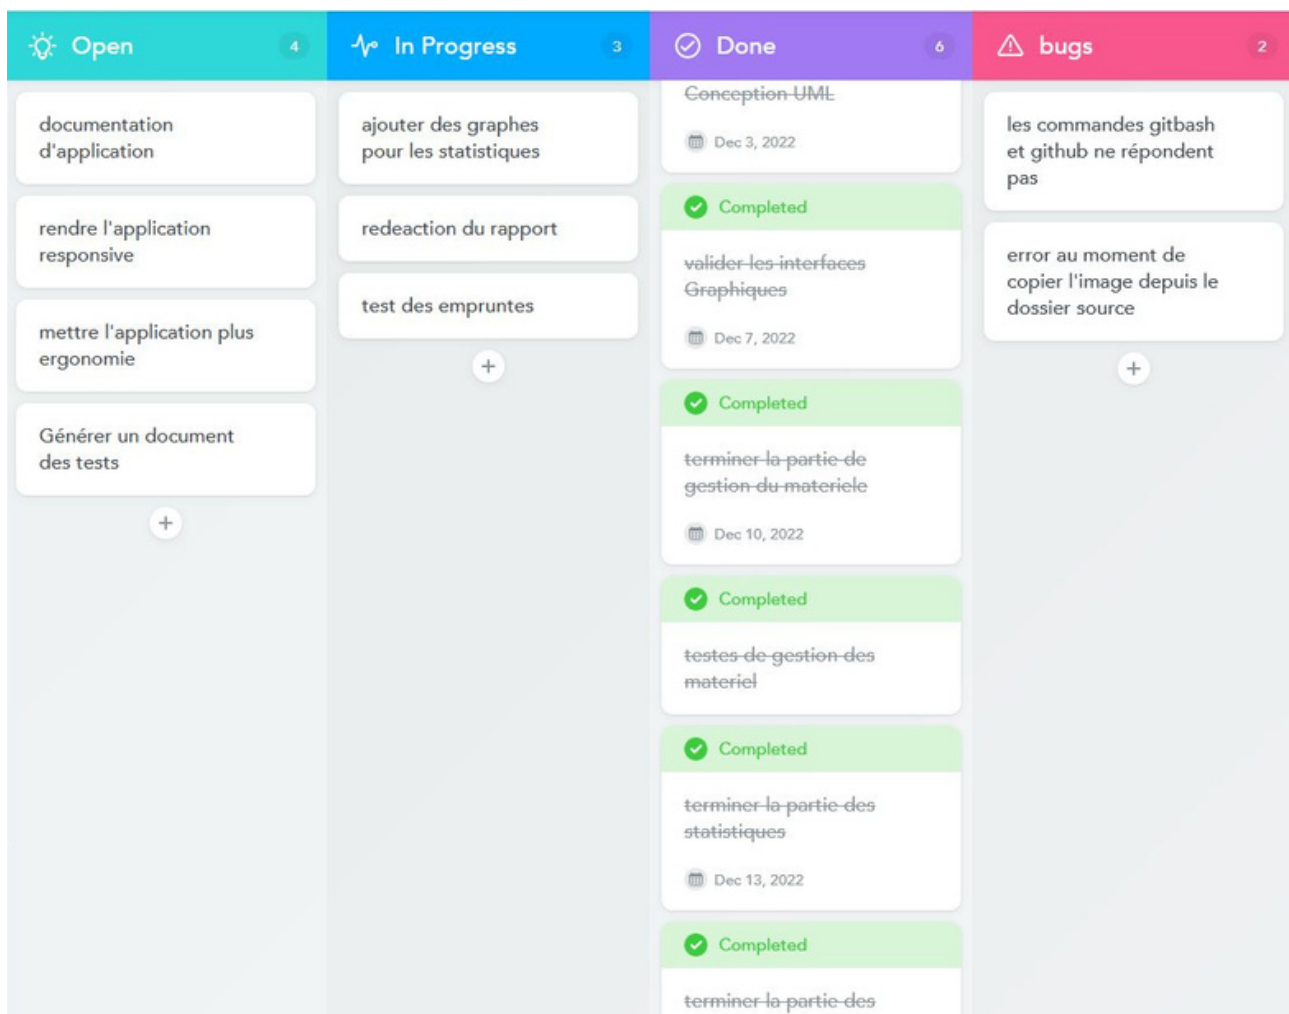 Open 4
documentation
d'application
rendre l'application
responsive
mettre l'application plus
ergonomie
Générer un document
des tests
In Progress 3
ajouter des graphes
pour les statistiques
redeaction du rapport
test des empruntes
Done 6
Conception UML
Dec 3, 2022
Completed
valider les interfaces
Graphiques
Dec 7, 2022
Completed
terminer la partie de
gestion du materiele
Dec 10, 2022
Completed
testes de gestion des
materiel
Completed
terminer la partie des
statistiques
Dec 13, 2022
Completed
terminer la partie des
bugs 2
les commandes gitbash
et github ne répondent
pas
error au moment de
copier l'image depuis le
dossier source